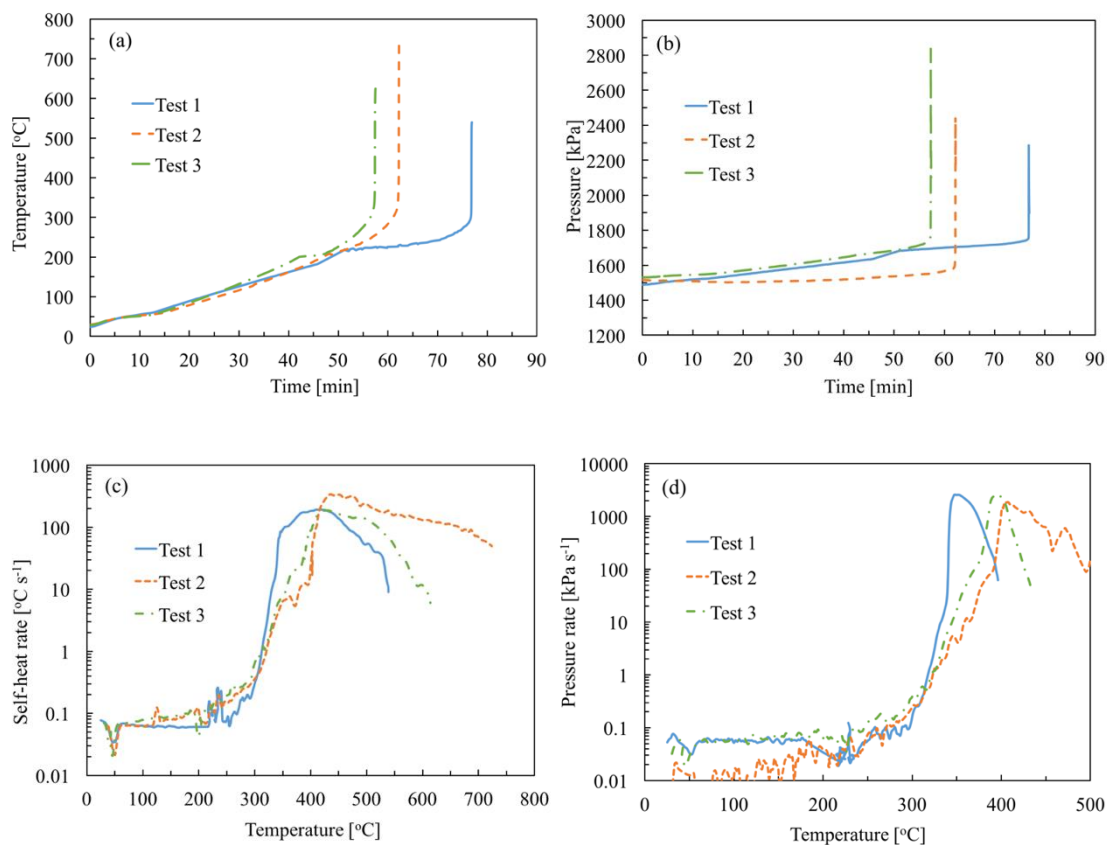 (a)
Temperature [°C]
800
700
600
500
400
300
200
100
0
Test 1
Test 2
Test 3
0 10 20 30 40 50 60 70 80 90
Time [min]
(b)
Pressure [kPa]
3000
2800
2600
2400
2200
2000
1800
1600
1400
1200
Test 1
Test 2
Test 3
0 10 20 30 40 50 60 70 80 90
Time [min]
(c)
Self-heat rate [°C s⁻¹]
1000
100
10
1
0.1
0.01
Test 1
Test 2
Test 3
0 100 200 300 400 500 600 700 800
Temperature [°C]
(d)
Pressure rate [kPa s⁻¹]
10000
1000
100
10
1
0.1
0.01
Test 1
Test 2
Test 3
0 100 200 300 400 500
Temperature [°C]